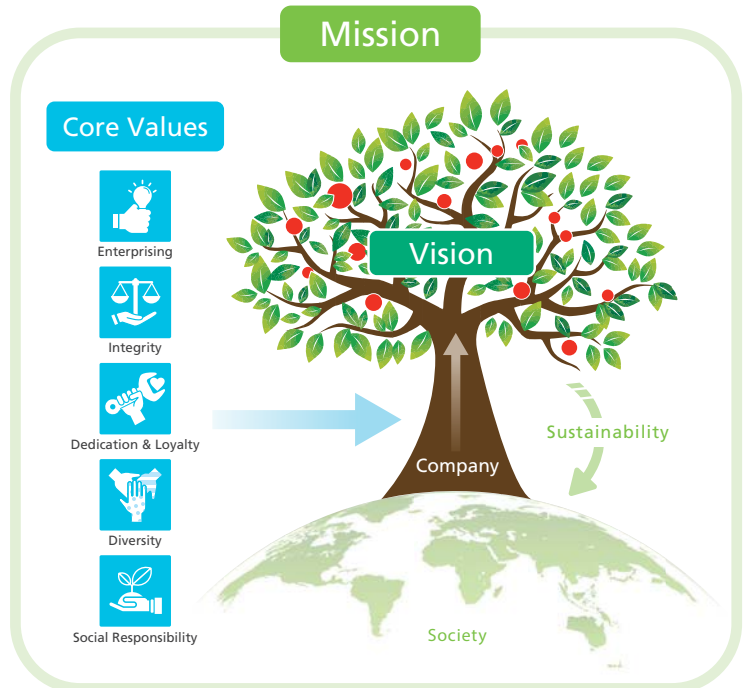 Mission
Core Values
Enterprising
Integrity
Dedication & Loyalty
Diversity
Social Responsibility
Vision
Company
Sustainability
Society